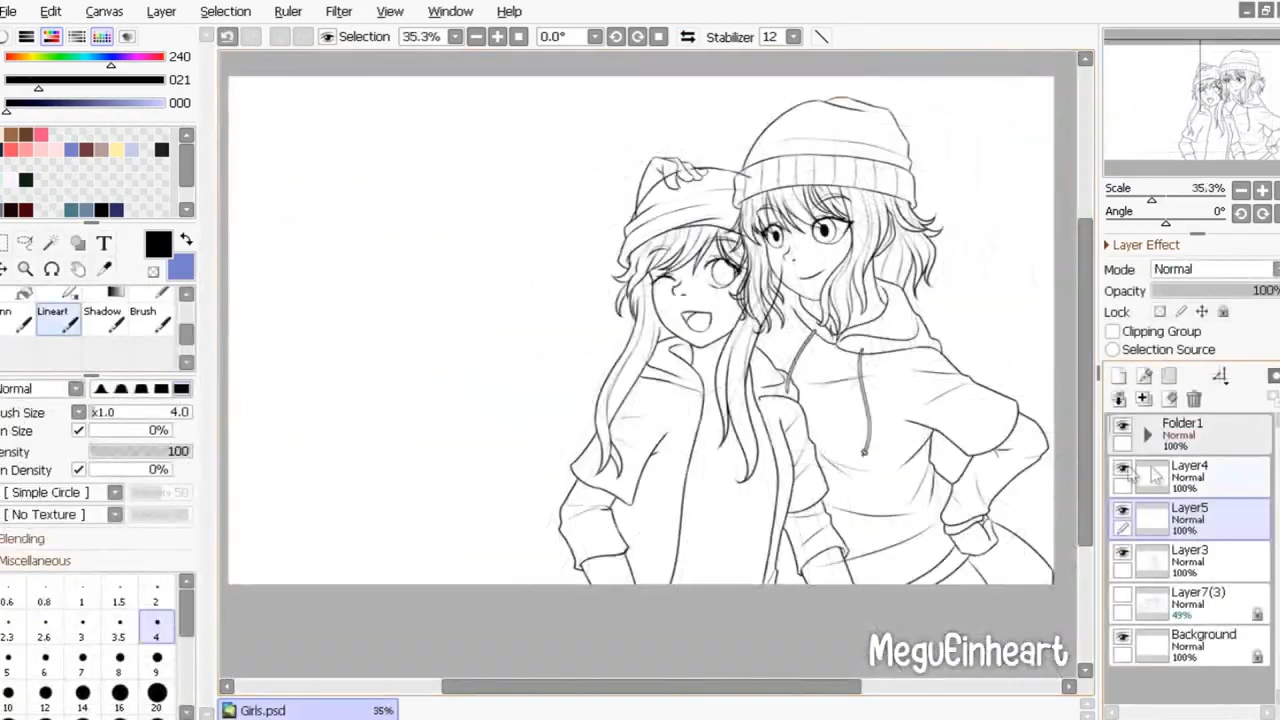 File Edit Canvas Layer Selection Ruler Filter View Window Help
Selection 35.3% 0.0° Stabilizer 12
240
021
000
T
Lineart Shadow Brush
Normal
Brush Size x1.0 4.0
Size 0%
Density 100
Density 0%
[ Simple Circle ] 58
[ No Texture ]
Blending
Miscellaneous
0.6 0.8 1 1.5 2
2.3 2.6 3 3.5 4
5 6 7 8 9
10 12 14 16 20
Scale 35.3%
Angle 0°
Layer Effect
Mode Normal
Opacity 100%
Lock
Clipping Group
Selection Source
Folder1
Normal
100%
Layer4
Normal
100%
Layer5
Normal
100%
Layer3
Normal
100%
Layer7(3)
Normal
49%
Background
Normal
100%
MeguEinheart
Girls.psd 35%